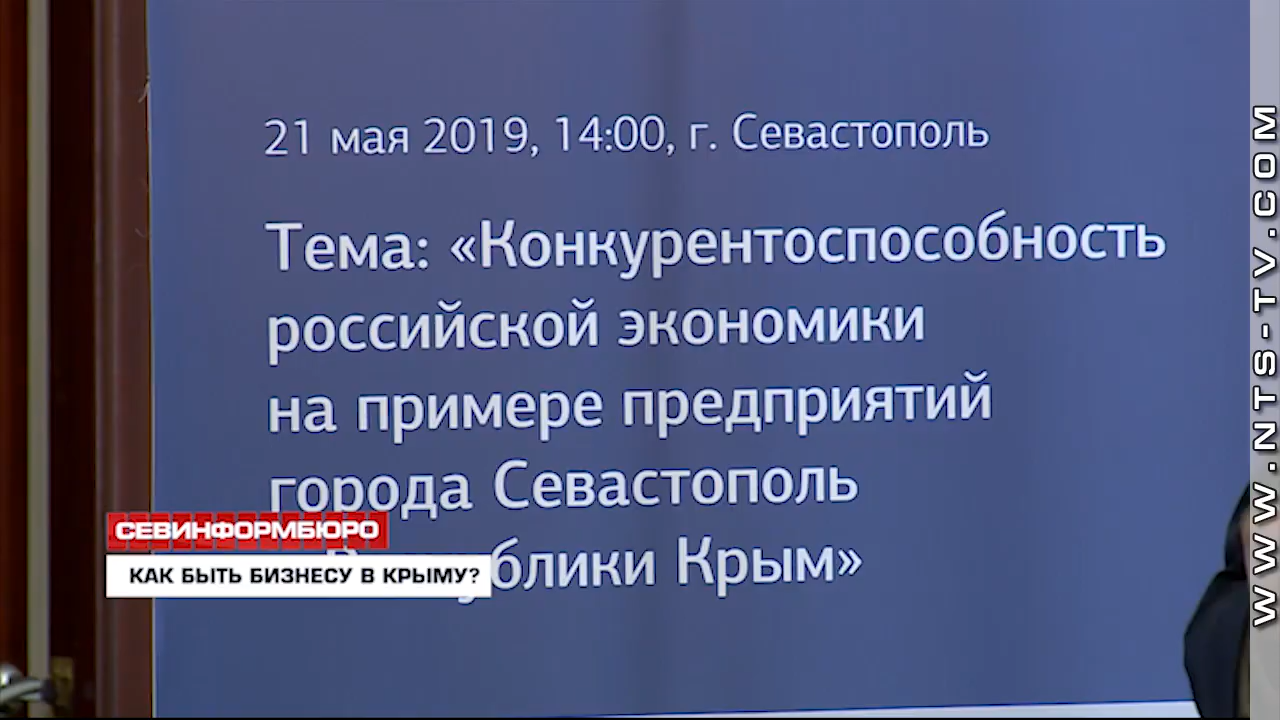 21 мая 2019, 14:00, г. Севастополь
Тема: «Конкурентоспособность
российской экономики
на примере предприятий
города Севастополь
блики Крым»
СЕВИНФОРМБЮРО
КАК БЫТЬ БИЗНЕСУ В КРЫМУ?
WWW.NTS-TV.COM